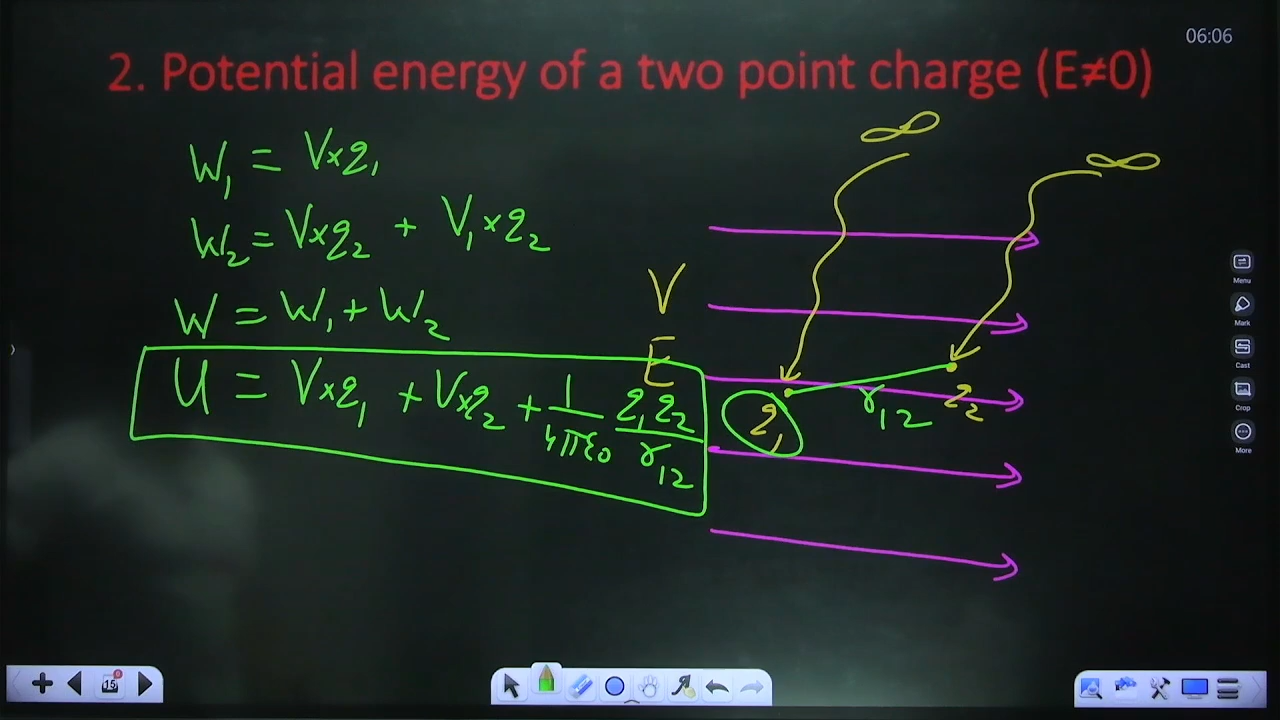 06:06
2. Potential energy of a two point charge (E≠0)
W₁ = V×q₁
W₂ = V×q₂ + V₁×q₂
W = W₁ + W₂
U = V×q₁ + V×q₂ + 1/4πε₀ q₁q₂/r₁₂
∞
∞
V
E
q₁
r₁₂
q₂
Menu
Mark
Cast
Crop
More
15